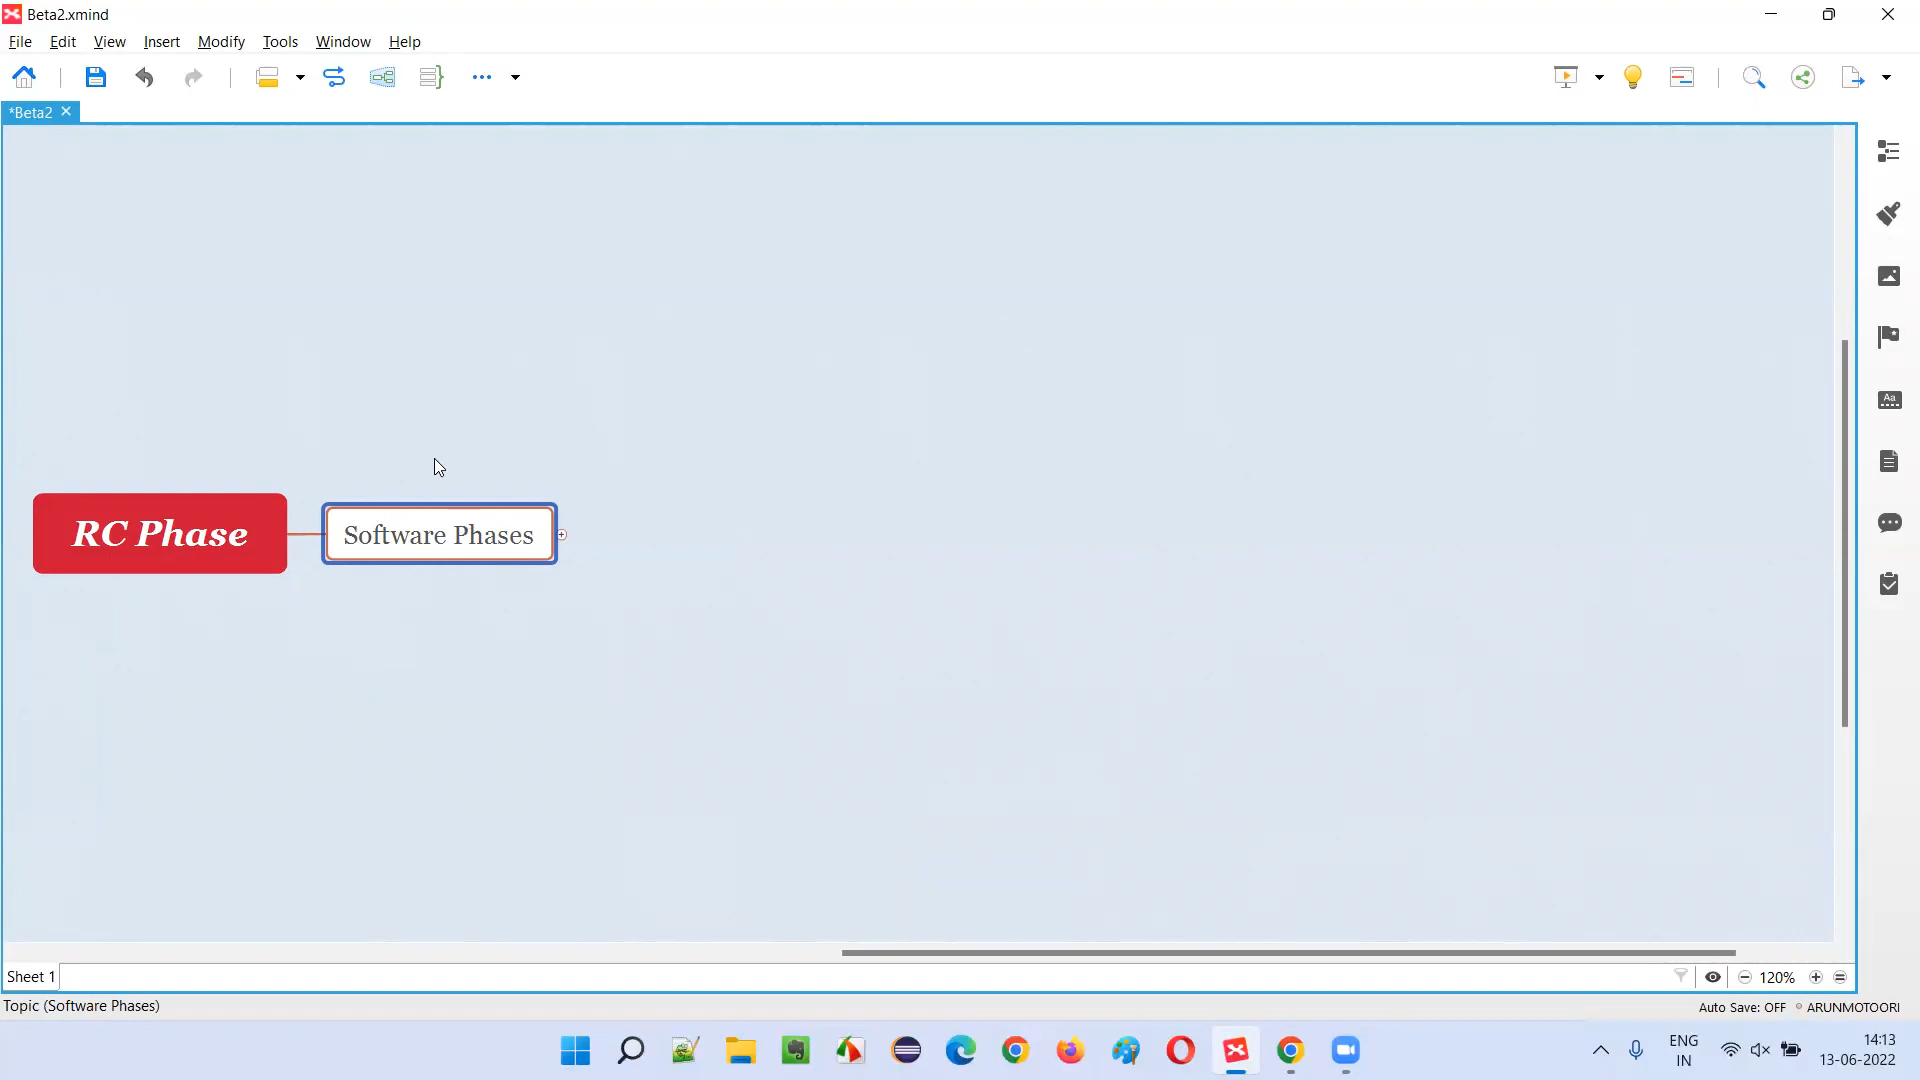 Beta2.xmind
File Edit View Insert Modify Tools Window Help
*Beta2
RC Phase
Software Phases
Aa
Sheet 1
120%
Topic (Software Phases)
Auto Save: OFF
ARUNMOTOORI
ENG
IN
14:13
13-06-2022